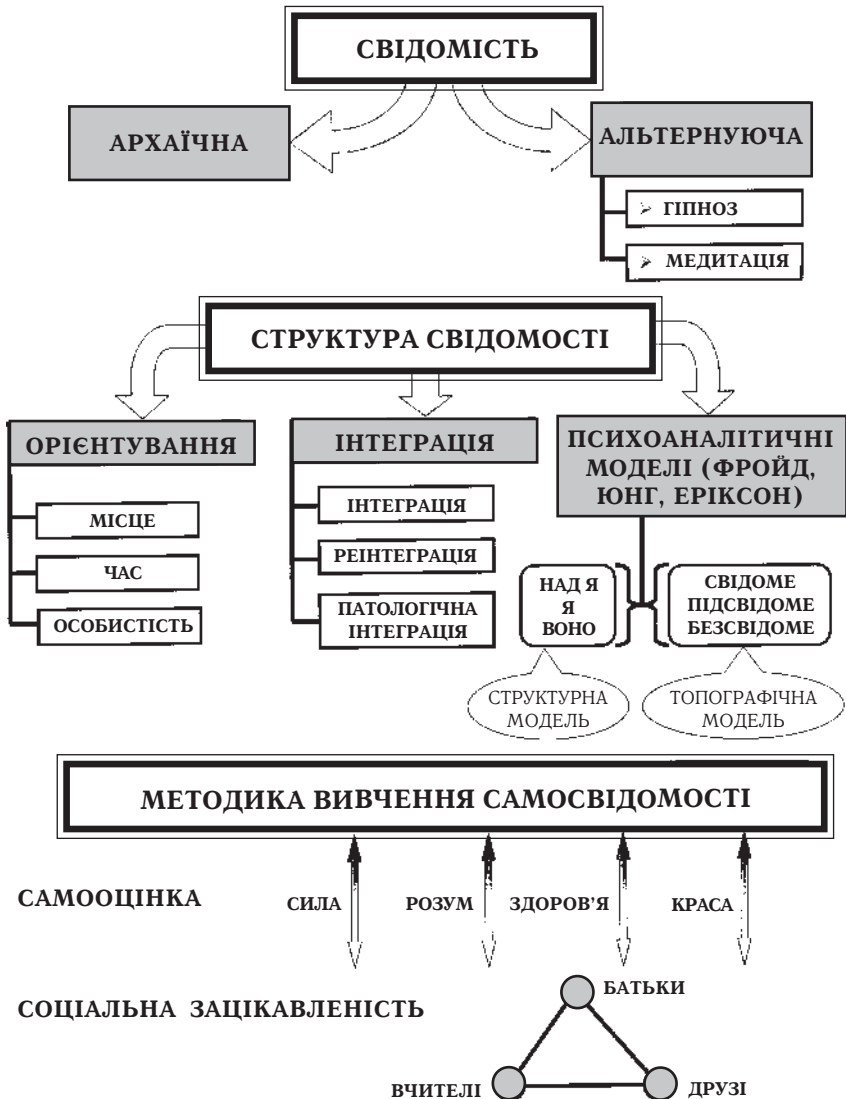 СВІДОМІСТЬ
АРХАЇЧНА
АЛЬТЕРНУЮЧА
ГІПНОЗ
МЕДИТАЦІЯ
СТРУКТУРА СВІДОМОСТІ
ОРІЄНТУВАННЯ
МІСЦЕ
ЧАС
ОСОБИСТІСТЬ
ІНТЕГРАЦІЯ
ІНТЕГРАЦІЯ
РЕІНТЕГРАЦІЯ
ПАТОЛОГІЧНА
ІНТЕГРАЦІЯ
ПСИХОАНАЛІТИЧНІ
МОДЕЛІ (ФРОЙД,
ЮНГ, ЕРІКСОН)
НАД Я
Я
ВОНО
СВІДОМЕ
ПІДСВІДОМЕ
БЕЗСВІДОМЕ
СТРУКТУРНА
МОДЕЛЬ
ТОПОГРАФІЧНА
МОДЕЛЬ
МЕТОДИКА ВИВЧЕННЯ САМОСВІДОМОСТІ
САМООЦІНКА
СИЛА
РОЗУМ
ЗДОРОВ'Я
КРАСА
СОЦІАЛЬНА ЗАЦІКАВЛЕНІСТЬ
БАТЬКИ
ВЧИТЕЛІ
ДРУЗІ